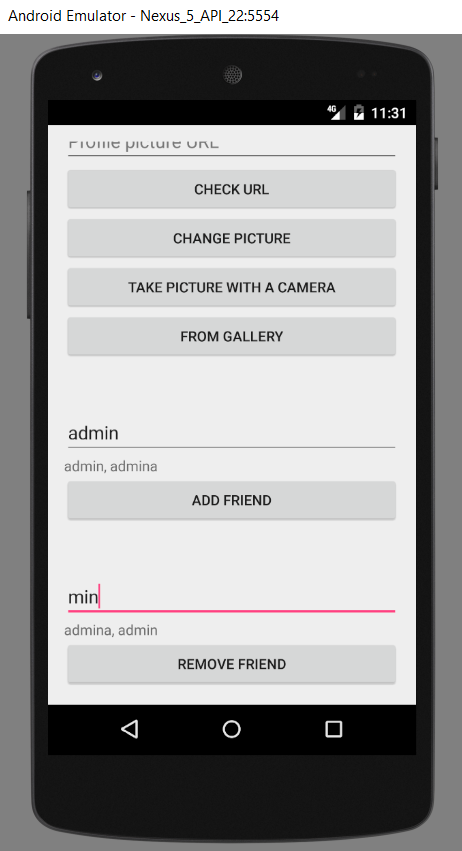 Android Emulator - Nexus_5_API_22:5554
4G 11:31
Profile picture URL
CHECK URL
CHANGE PICTURE
TAKE PICTURE WITH A CAMERA
FROM GALLERY
admin
admin, admina
ADD FRIEND
min
admina, admin
REMOVE FRIEND